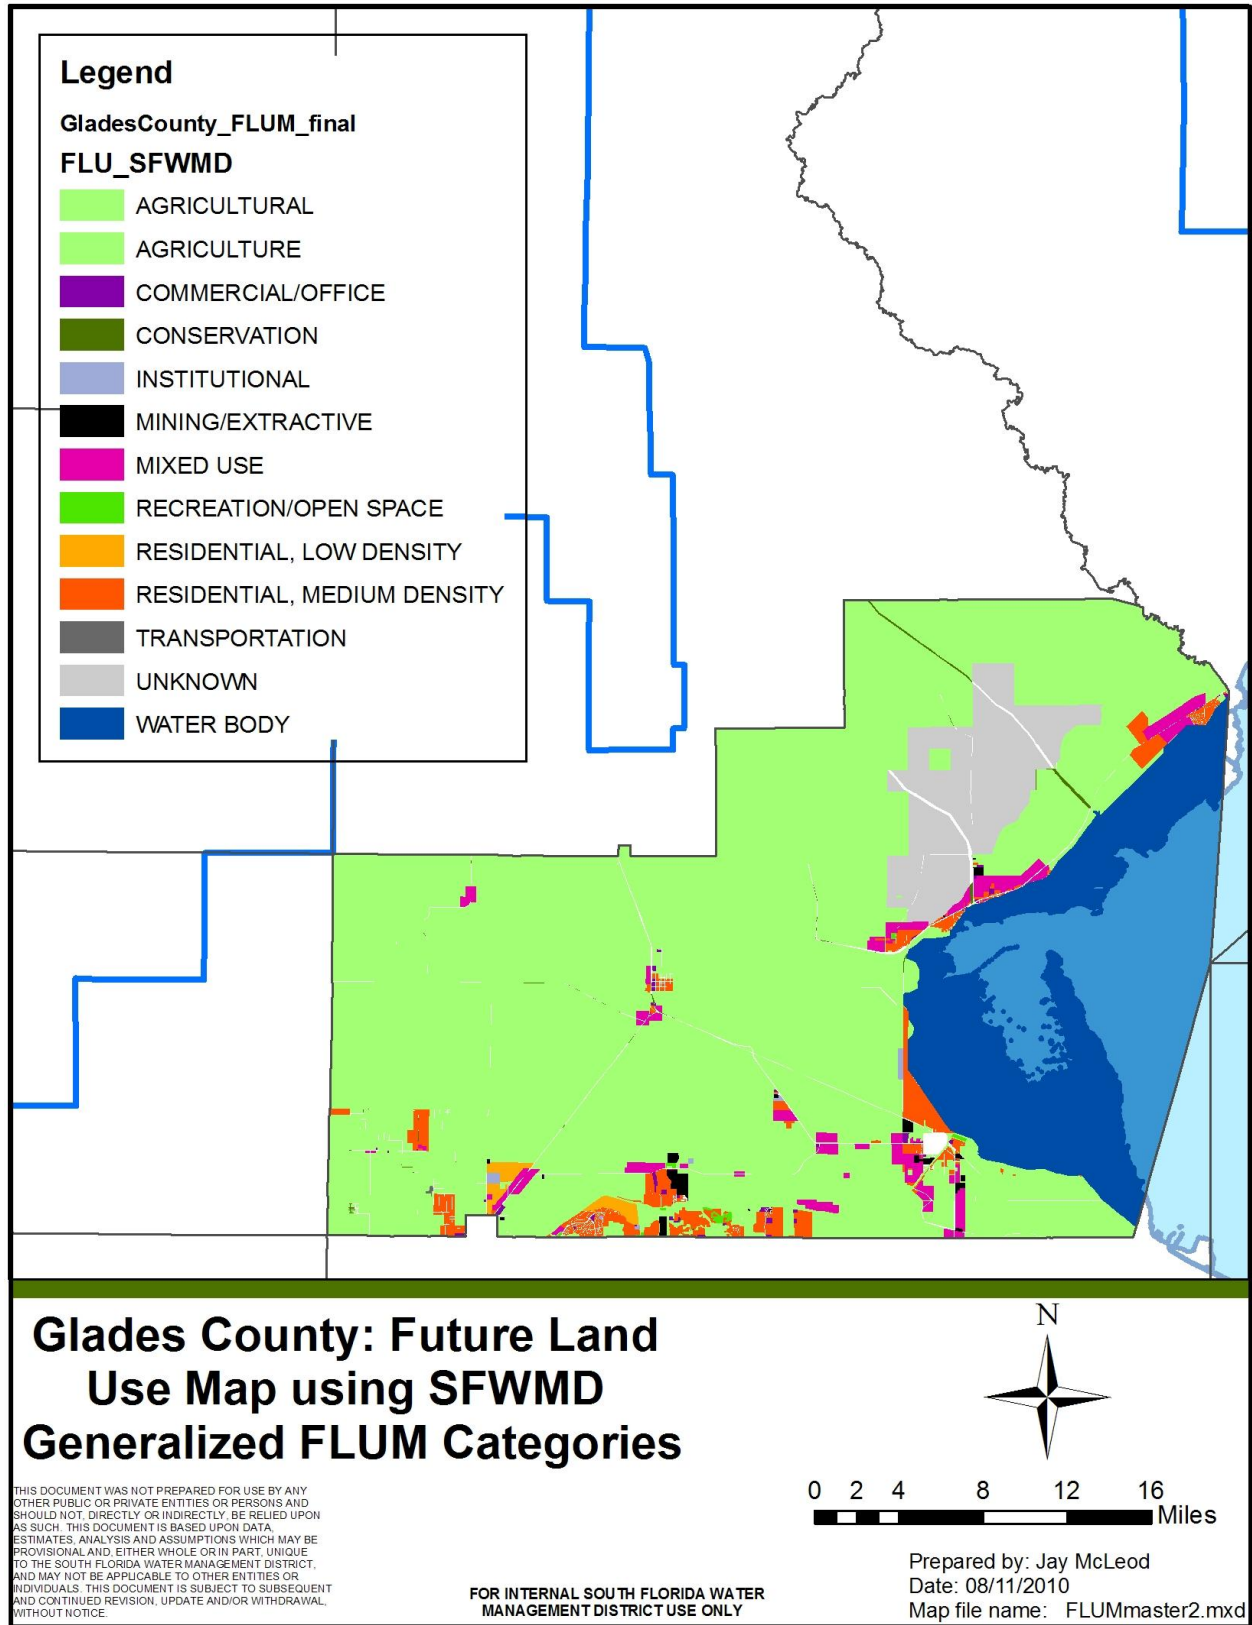 Legend
GladesCounty_FLUM_final
FLU_SFWMD
AGRICULTURAL
AGRICULTURE
COMMERCIAL/OFFICE
CONSERVATION
INSTITUTIONAL
MINING/EXTRACTIVE
MIXED USE
RECREATION/OPEN SPACE
RESIDENTIAL, LOW DENSITY
RESIDENTIAL, MEDIUM DENSITY
TRANSPORTATION
UNKNOWN
WATER BODY
Glades County: Future Land
Use Map using SFWMD
Generalized FLUM Categories
THIS DOCUMENT WAS NOT PREPARED FOR USE BY ANY
OTHER PUBLIC OR PRIVATE ENTITIES OR PERSONS AND
SHOULD NOT, DIRECTLY OR INDIRECTLY, BE RELIED UPON
AS SUCH. THIS DOCUMENT IS BASED UPON DATA,
ESTIMATES, ANALYSIS AND ASSUMPTIONS WHICH MAY BE
PROVISIONAL AND, EITHER WHOLE OR IN PART, UNIQUE
TO THE SOUTH FLORIDA WATER MANAGEMENT DISTRICT,
AND MAY NOT BE APPLICABLE TO OTHER ENTITIES OR
INDIVIDUALS. THIS DOCUMENT IS SUBJECT TO SUBSEQUENT
AND CONTINUED REVISION, UPDATE AND/OR WITHDRAWAL,
WITHOUT NOTICE.
FOR INTERNAL SOUTH FLORIDA WATER
MANAGEMENT DISTRICT USE ONLY
N
0 2 4 8 12 16
Miles
Prepared by: Jay McLeod
Date: 08/11/2010
Map file name: FLUMmaster2.mxd